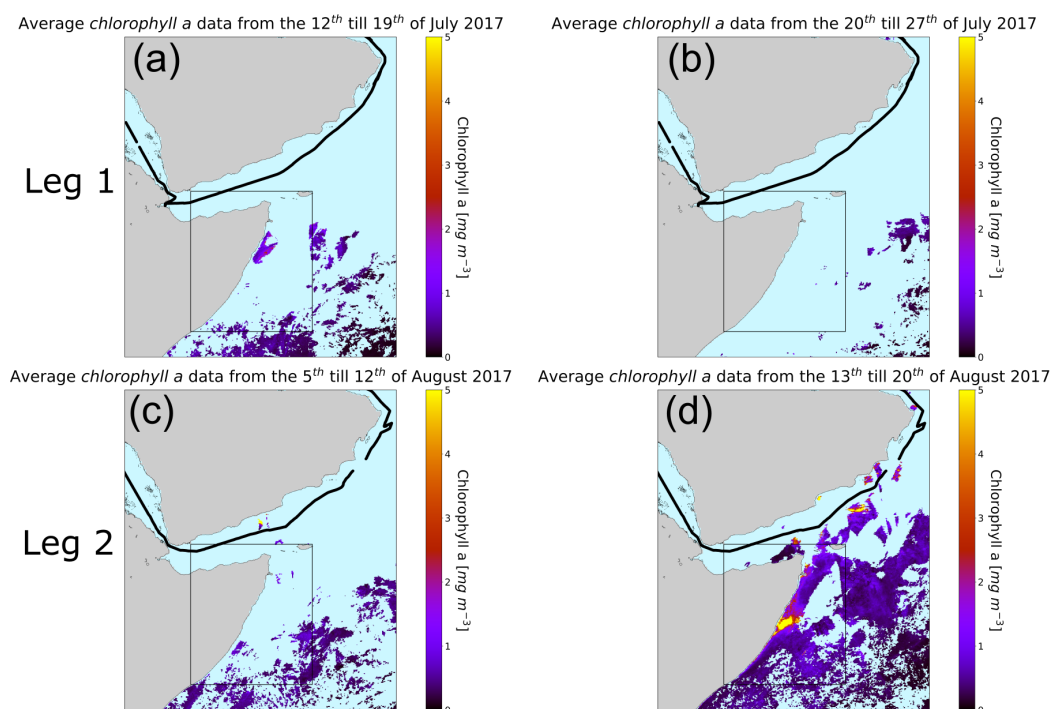 Average chlorophyll a data from the 12th till 19th of July 2017
Average chlorophyll a data from the 20th till 27th of July 2017
(a)
(b)
Leg 1
5
4
3
2
1
0
Chlorophyll a [mg m−3]
5
4
3
2
1
0
Chlorophyll a [mg m−3]
Average chlorophyll a data from the 5th till 12th of August 2017
Average chlorophyll a data from the 13th till 20th of August 2017
(c)
(d)
Leg 2
5
4
3
2
1
0
Chlorophyll a [mg m−3]
5
4
3
2
1
0
Chlorophyll a [mg m−3]